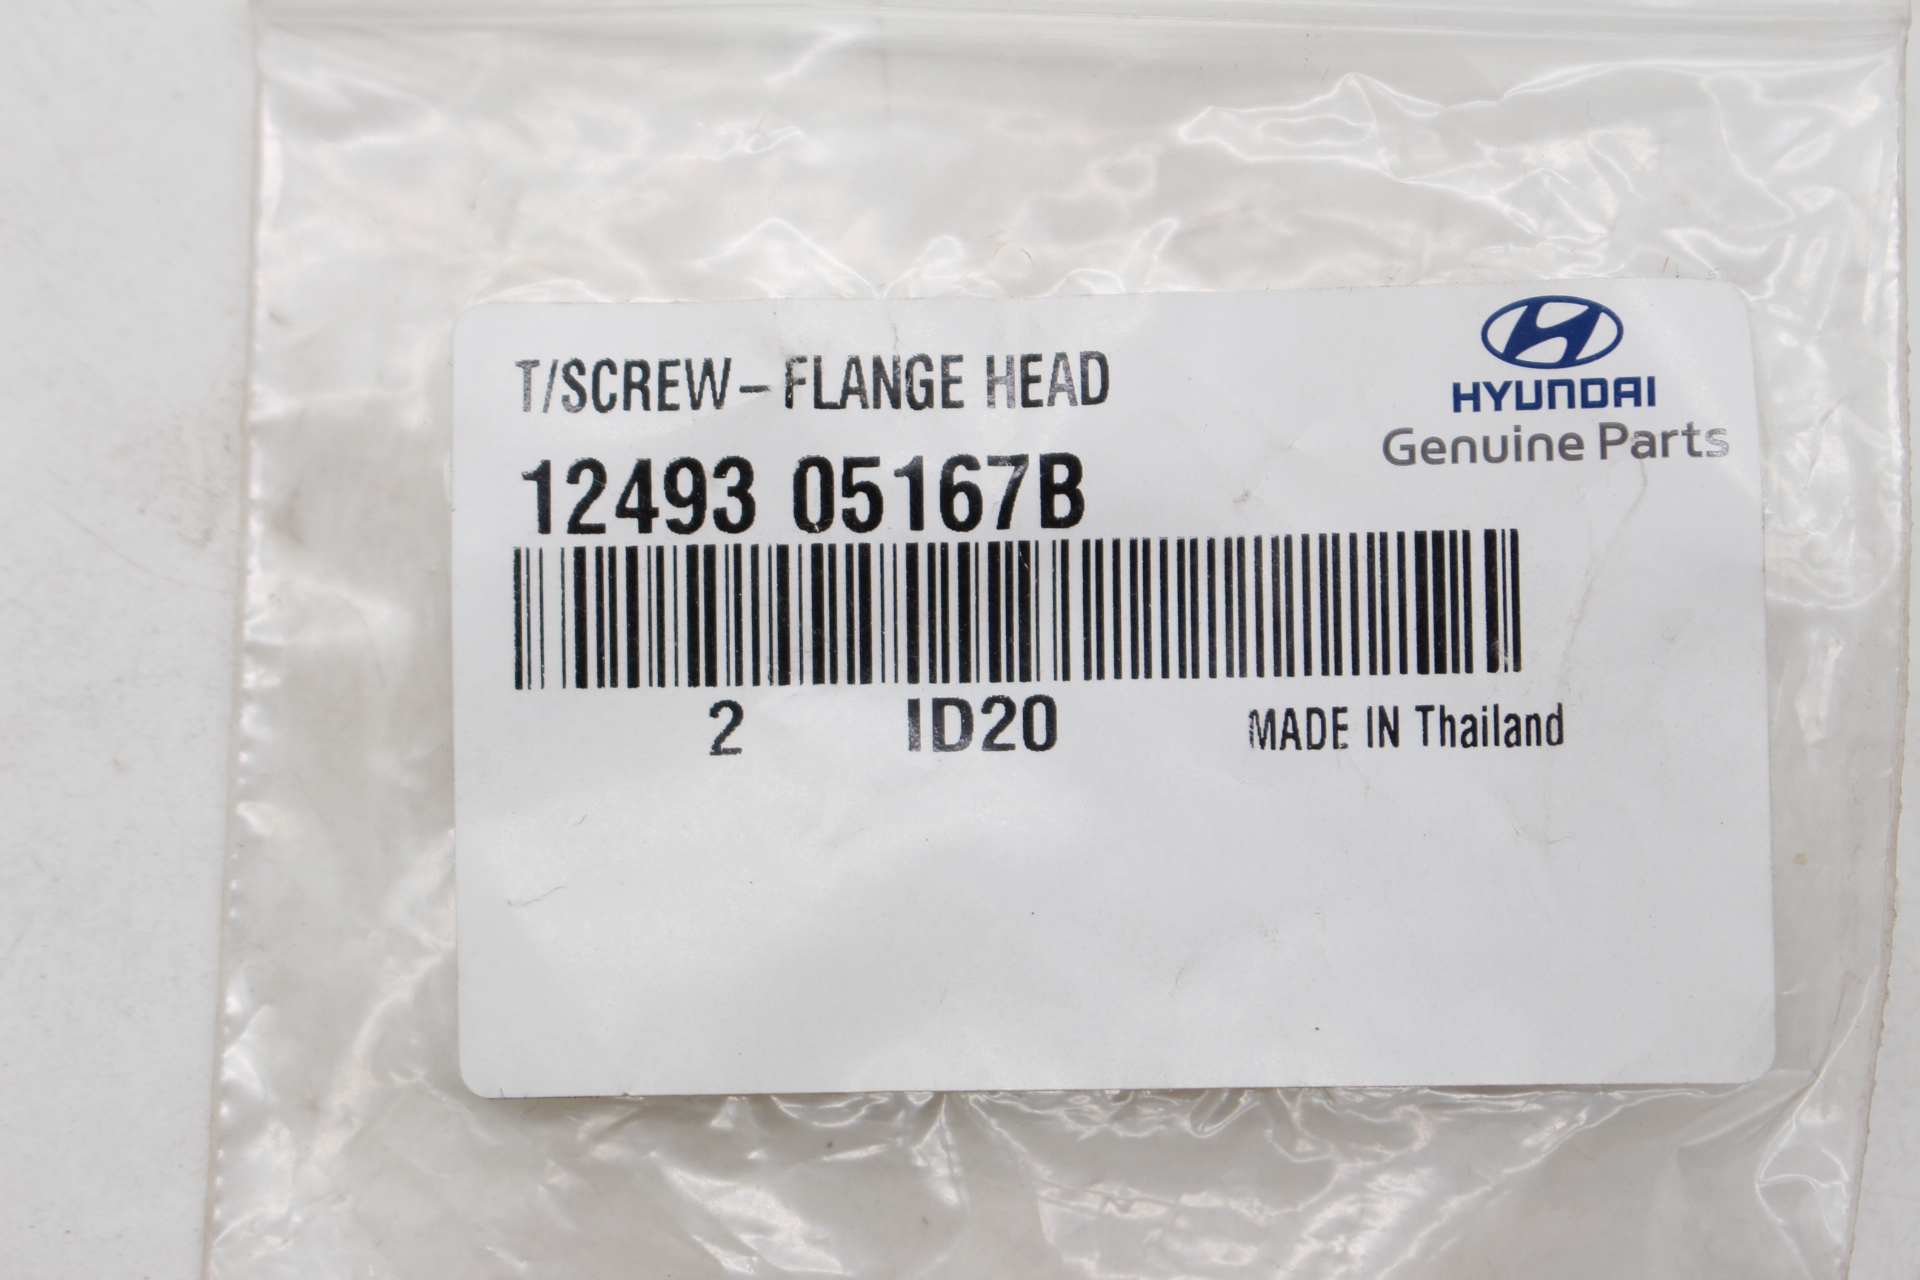 T/SCREW-FLANGE HEAD
HYUNDAI
Genuine Parts
12493 05167B
2 ID20 MADE IN Thailand